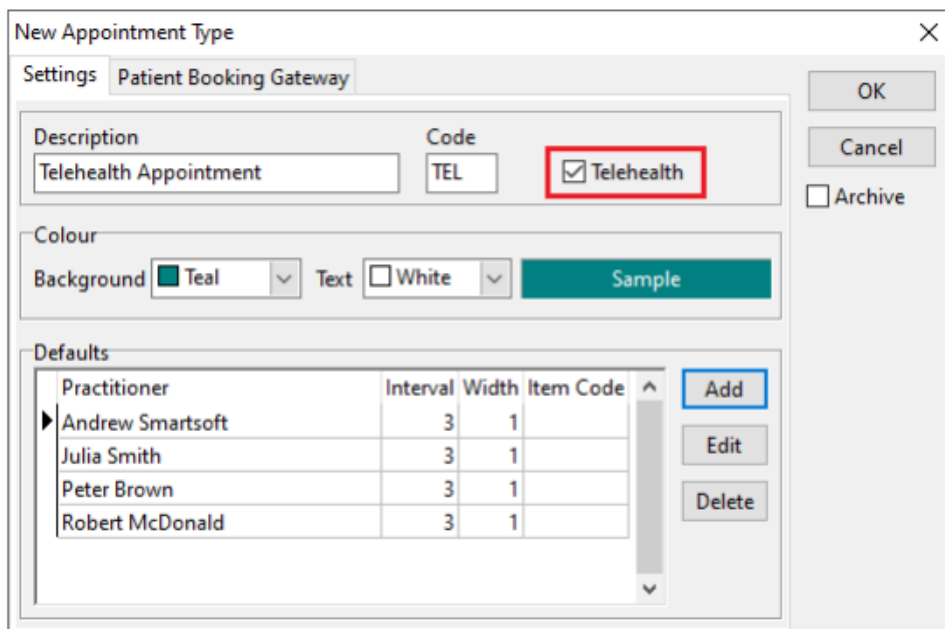 New Appointment Type
Settings Patient Booking Gateway
OK
Cancel
Archive
Description Code
Telehealth Appointment TEL Telehealth
Colour
Background Teal Text White Sample
Defaults
Practitioner Interval Width Item Code
Andrew Smartsoft 3 1
Julia Smith 3 1
Peter Brown 3 1
Robert McDonald 3 1
Add
Edit
Delete